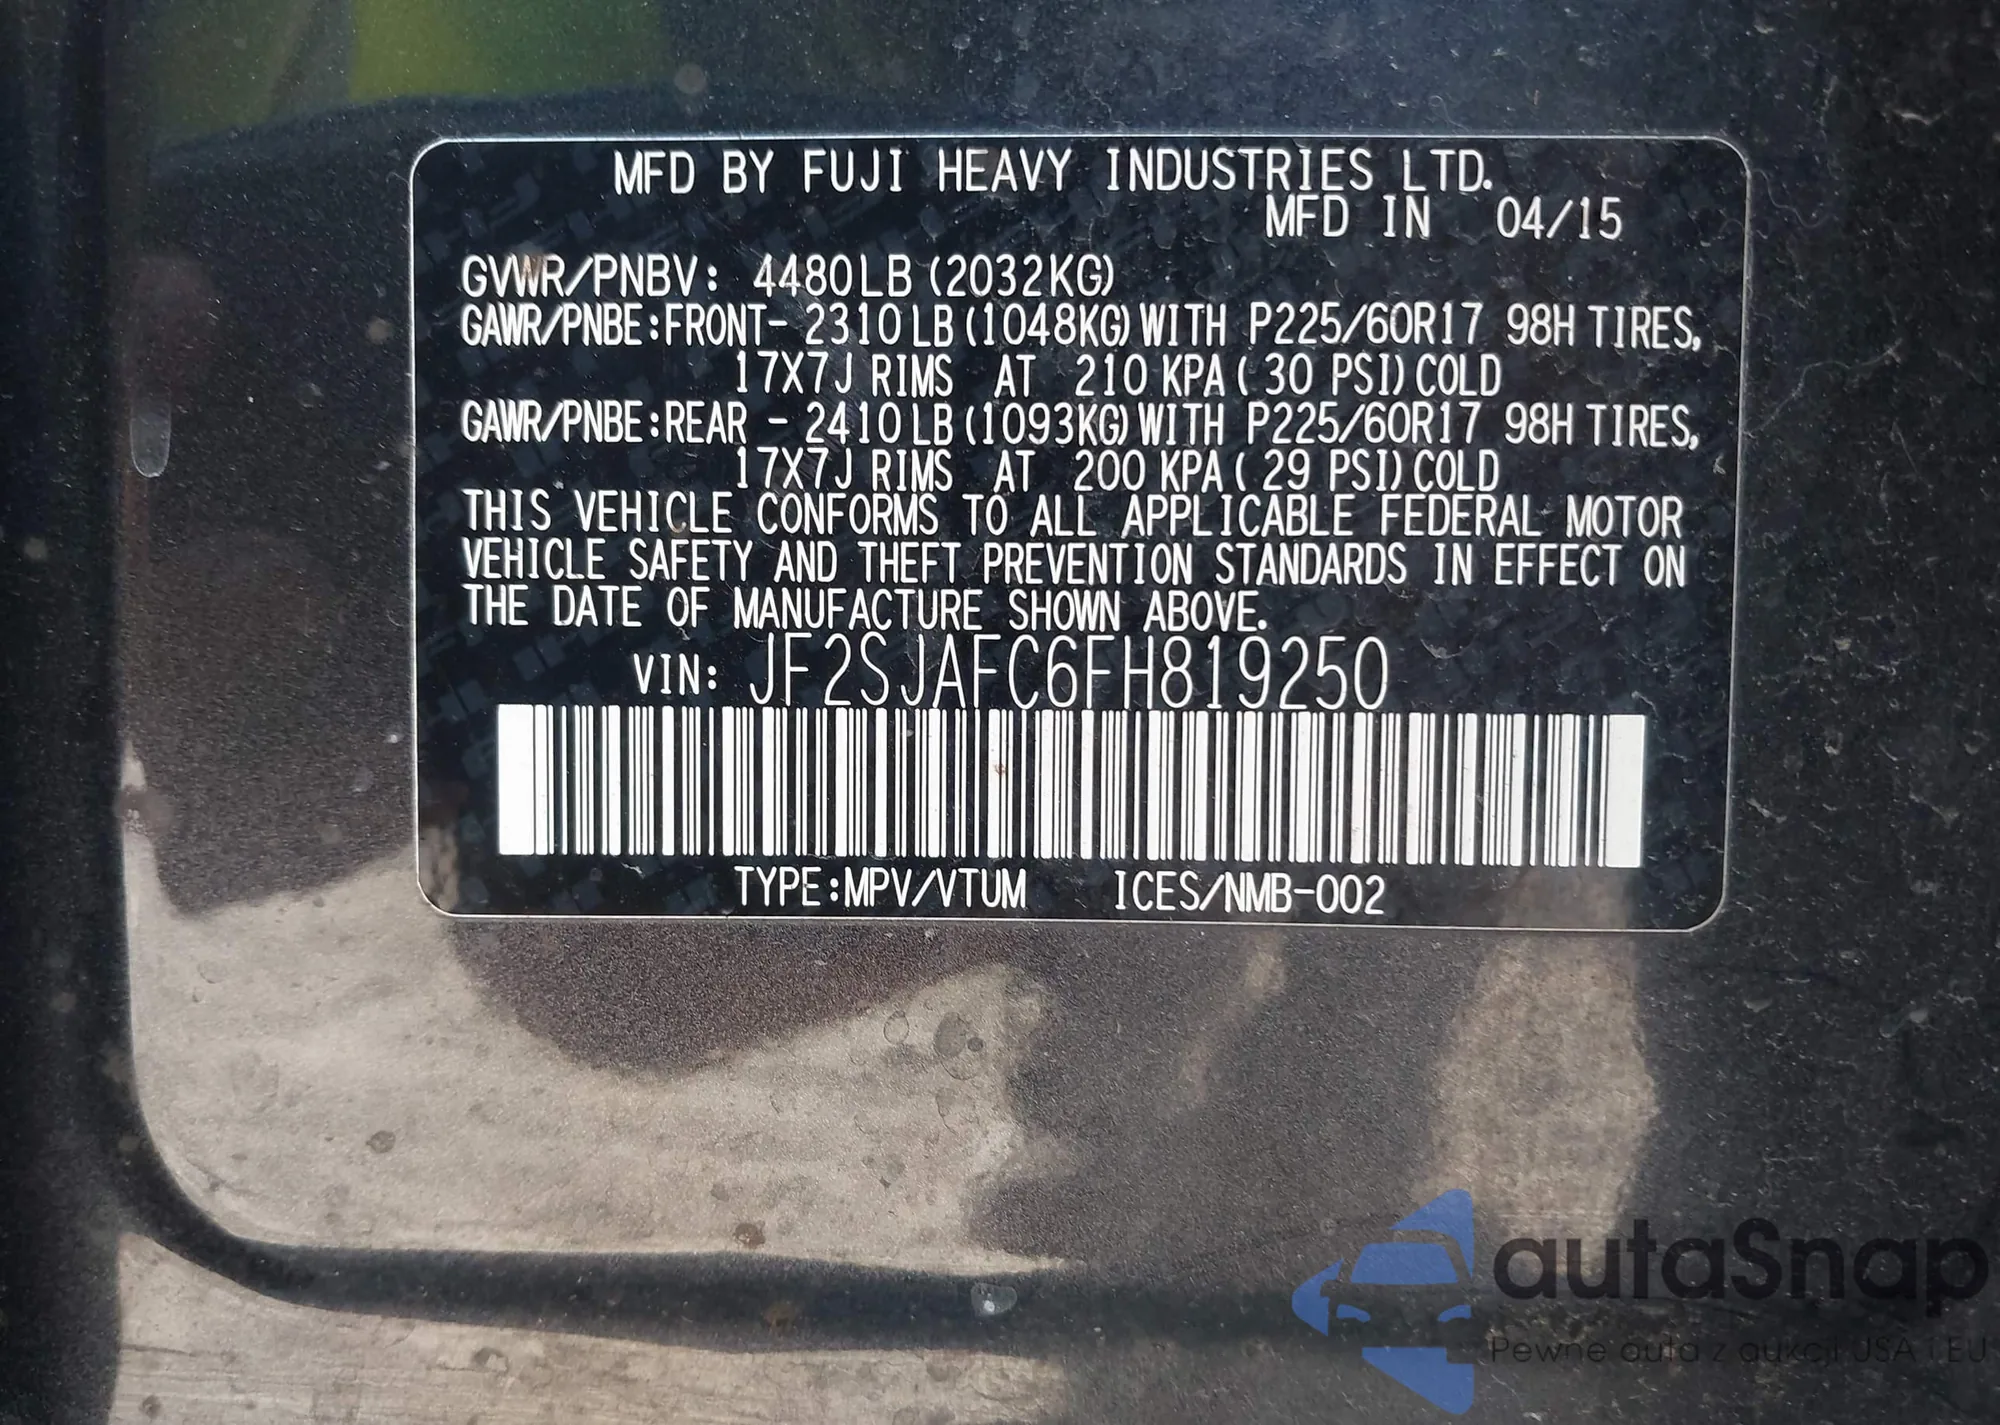 MFD BY FUJI HEAVY INDUSTRIES LTD.
MFD IN 04/15
GVWR/PNBV: 4480LB (2032KG)
GAWR/PNBE:FRONT- 2310LB (1048KG) WITH P225/60R17 98H TIRES,
17X7J RIMS AT 210 KPA ( 30 PSI) COLD
GAWR/PNBE:REAR - 2410LB (1093KG) WITH P225/60R17 98H TIRES,
17X7J RIMS AT 200 KPA ( 29 PSI) COLD
THIS VEHICLE CONFORMS TO ALL APPLICABLE FEDERAL MOTOR
VEHICLE SAFETY AND THEFT PREVENTION STANDARDS IN EFFECT ON
THE DATE OF MANUFACTURE SHOWN ABOVE.
VIN: JF2SJAFC6FH819250
TYPE:MPV/VTUM ICES/NMB-002
autaSnap
Pewne auta z aukcji USA i EU